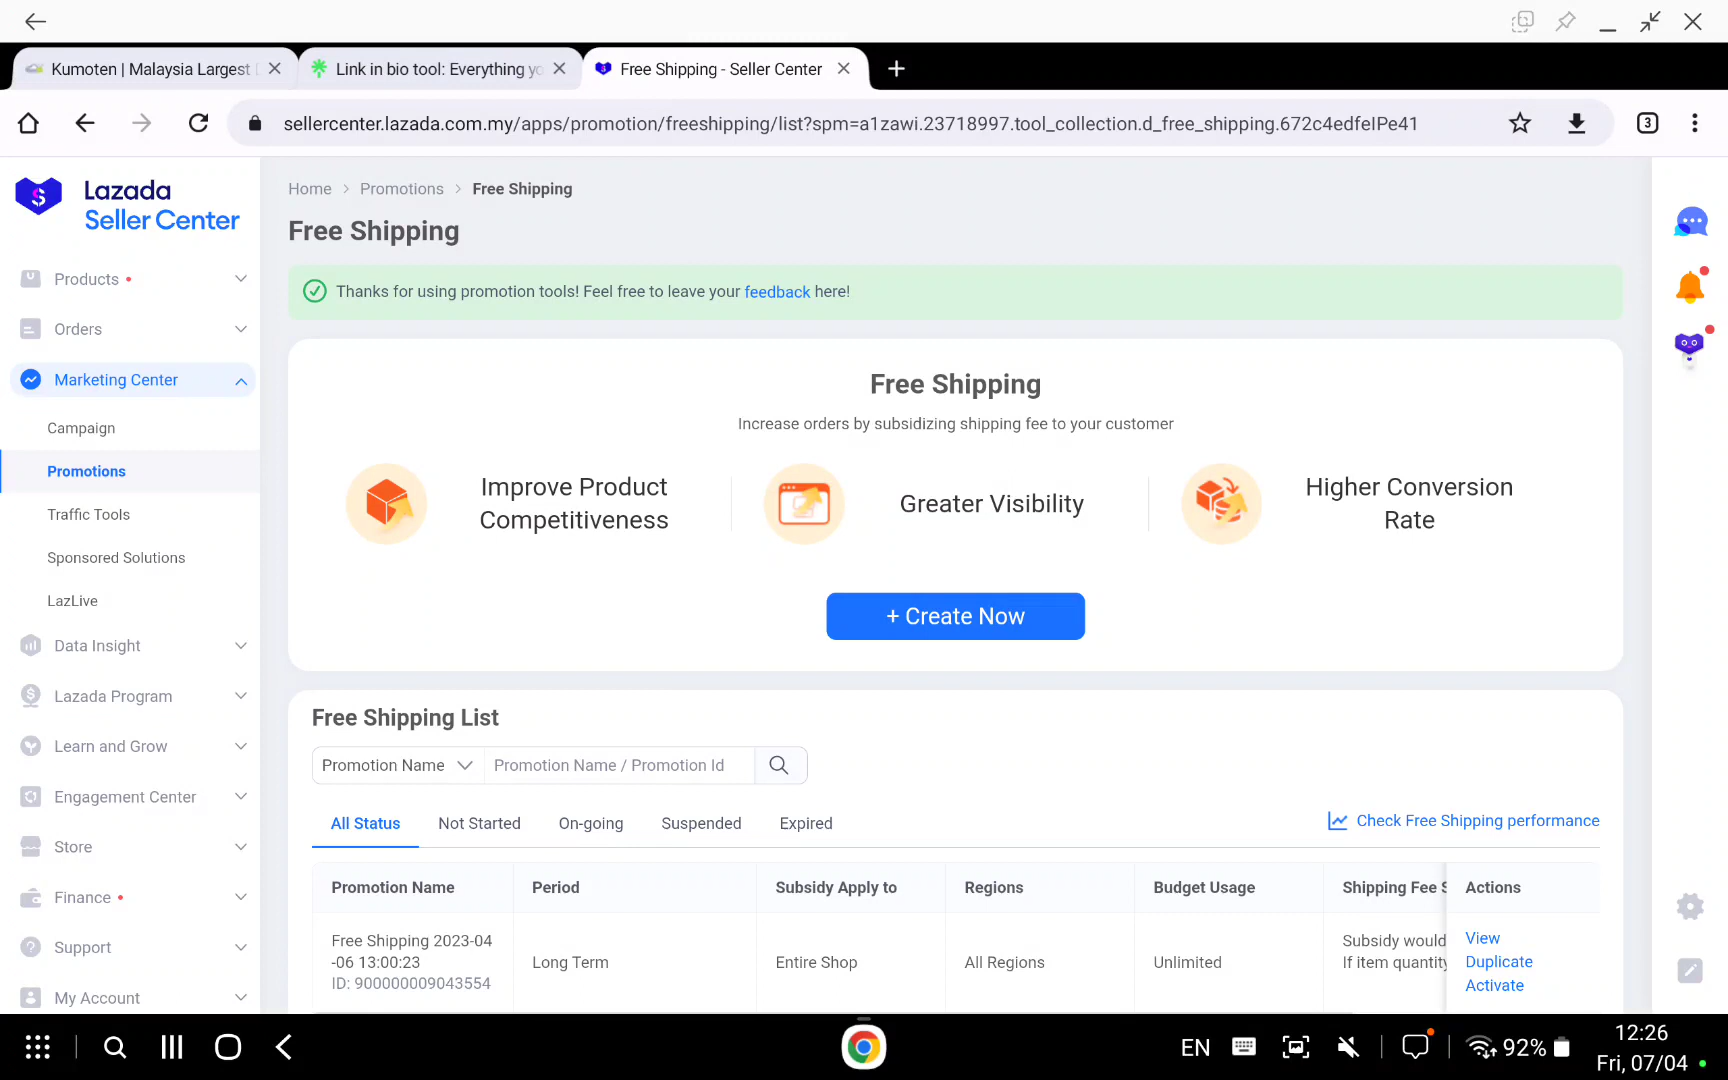 Kumoten | Malaysia Largest
Link in bio tool: Everything yo
Free Shipping - Seller Center
sellercenter.lazada.com.my/apps/promotion/freeshipping/list?spm=a1zawi.23718997.tool_collection.d_free_shipping.672c4edfeIPe41
3
Lazada
Seller Center
Products
Orders
Marketing Center
Campaign
Promotions
Traffic Tools
Sponsored Solutions
LazLive
Data Insight
Lazada Program
Learn and Grow
Engagement Center
Store
Finance
Support
My Account
Home > Promotions > Free Shipping
Free Shipping
Thanks for using promotion tools! Feel free to leave your feedback here!
Free Shipping
Increase orders by subsidizing shipping fee to your customer
Improve Product
Competitiveness
Greater Visibility
Higher Conversion
Rate
+ Create Now
Free Shipping List
Promotion Name
Promotion Name / Promotion Id
All Status Not Started On-going Suspended Expired
Check Free Shipping performance
Promotion Name Period Subsidy Apply to Regions Budget Usage Shipping Fee S Actions
Free Shipping 2023-04
-06 13:00:23
ID: 900000009043554
Long Term
Entire Shop
All Regions
Unlimited
Subsidy would
If item quantity
View
Duplicate
Activate
EN
92%
12:26
Fri, 07/04